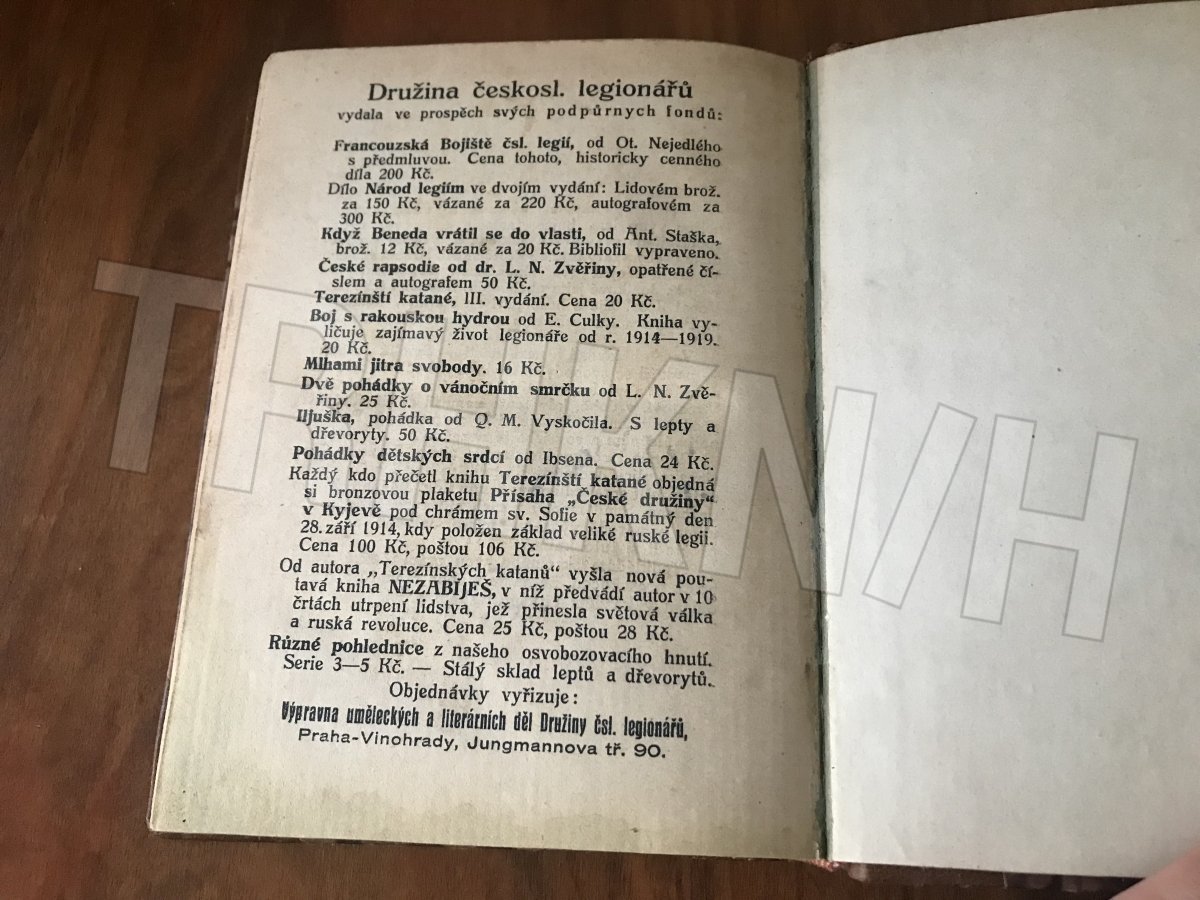 Družina českosl. legionářů
vydala ve prospěch svých podpůrnych fondů:
Francouzská Bojiště čsl. legií, od Ot. Nejedlého
s předmluvou. Cena tohoto, historicky cenného
díla 200 Kč.
Dílo Národ legiím ve dvojím vydání: Lidovém brož.
za 150 Kč, vázané za 220 Kč, autografovém za
300 Kč.
Když Beneda vrátil se do vlasti, od Ant. Staška,
brož. 12 Kč, vázané za 20 Kč. Bibliofil vypraveno.
České rapsodie od dr. L. N. Zvěřiny, opatřené čí-
slem a autografem 50 Kč.
Terezínští katané, III. vydání. Cena 20 Kč.
Boj s rakouskou hydrou od E. Culky. Kniha vy-
ličuje zajímavý život legionáře od r. 1914—1919.
20 Kč.
Mlhami jitra svobody. 16 Kč.
Dvě pohádky o vánočním smrčku od L. N. Zvě-
řiny. 25 Kč.
Iljuška, pohádka od Q. M. Vyskočila. S lepty a
dřevoryty. 50 Kč.
Pohádky dětských srdcí od Ibsena. Cena 24 Kč.
Každý kdo přečetl knihu Terezínští katané objedná
si bronzovou plaketu Přísaha „České družiny“
v Kyjevě pod chrámem sv. Sofie v památný den
28. září 1914, kdy položen základ veliké ruské legii.
Cena 100 Kč, poštou 106 Kč.
Od autora „Terezínských katanů“ vyšla nová pou-
tavá kniha NEZABIJEŠ, v níž předvádí autor v 10
črtách utrpení lidstva, jež přinesla světová válka
a ruská revoluce. Cena 25 Kč, poštou 28 Kč.
Různé pohlednice z našeho osvobozovacího hnutí.
Serie 3—5 Kč. — Stálý sklad leptů a dřevorytů.
Objednávky vyřizuje:
Výpravna uměleckých a literárních děl Družiny čsl. legionářů,
Praha-Vinohrady, Jungmannova tř. 90.